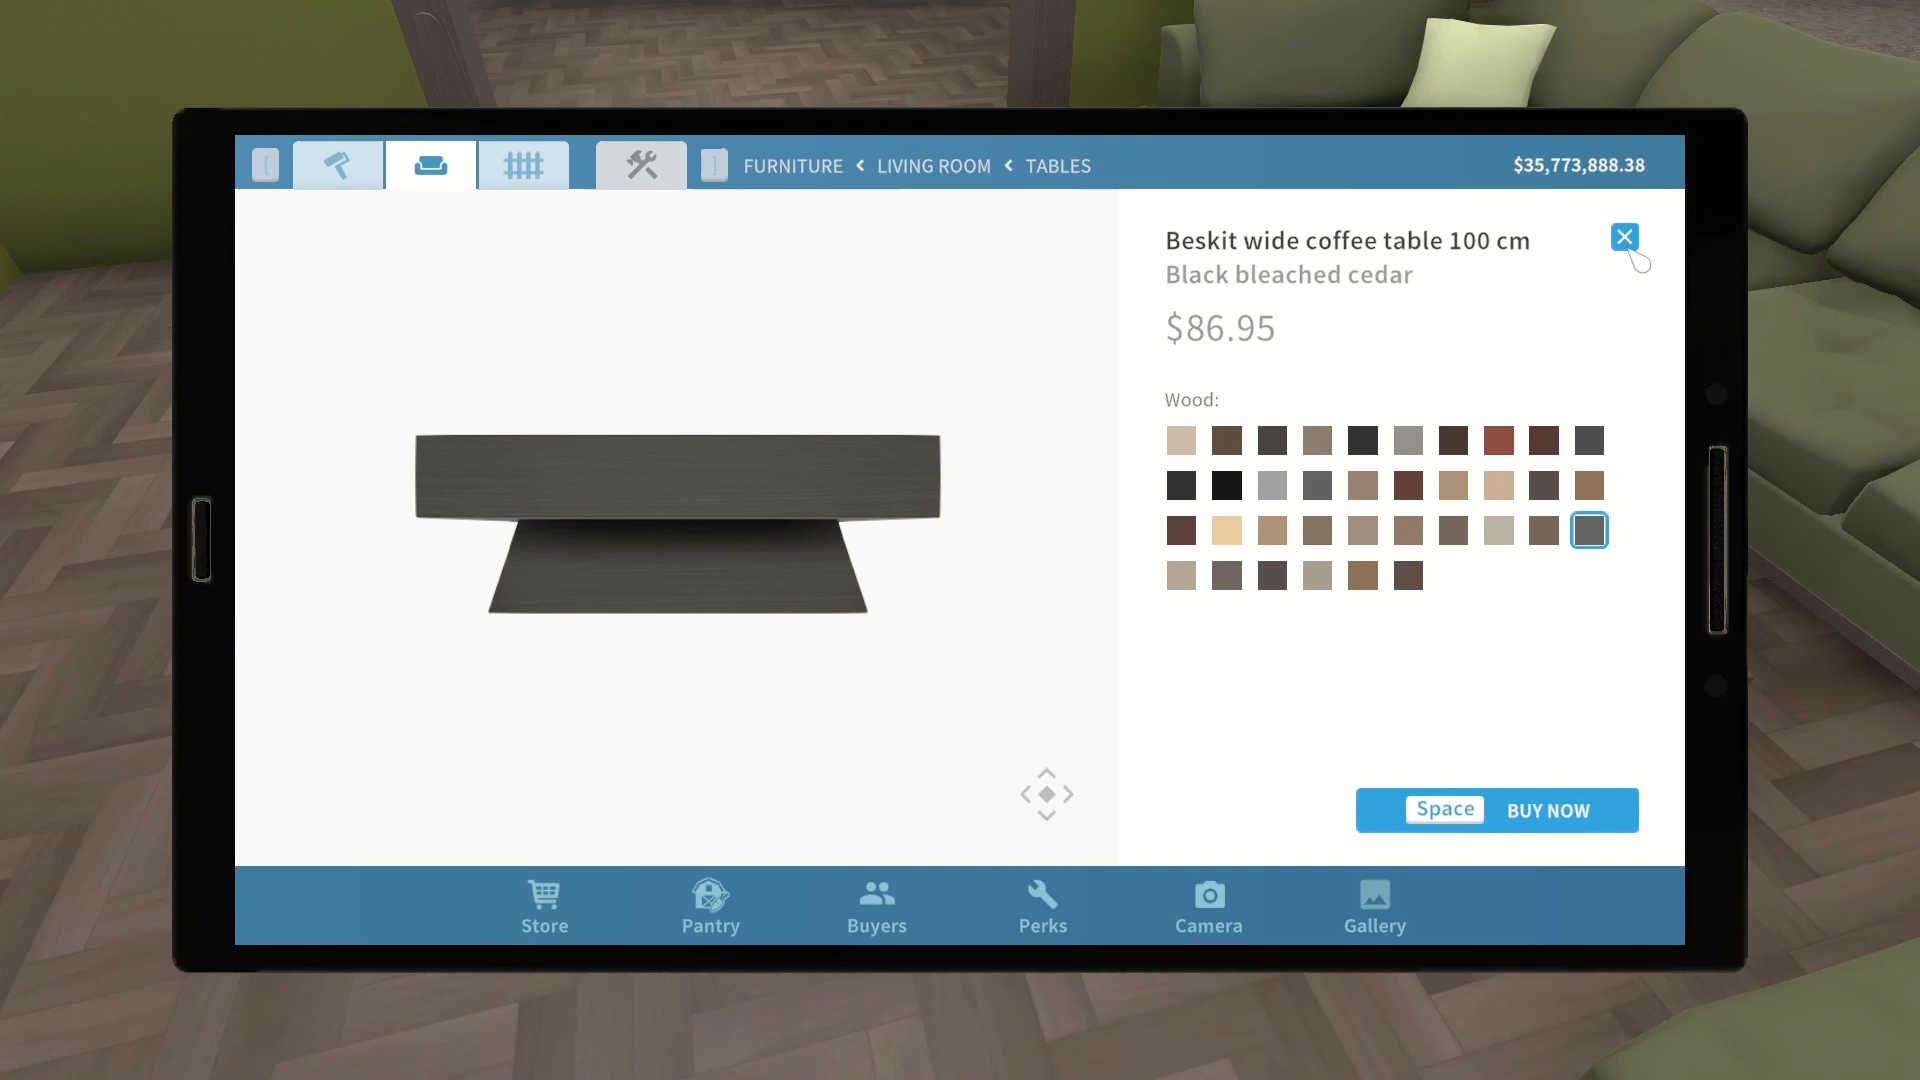 [
]
FURNITURE < LIVING ROOM < TABLES
$35,773,888.38
Beskit wide coffee table 100 cm
Black bleached cedar
$86.95
Wood:
Space BUY NOW
Store
Pantry
Buyers
Perks
Camera
Gallery